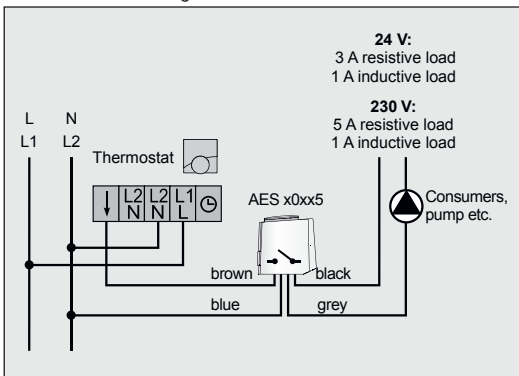 24 V:
3 A resistive load
1 A inductive load
230 V:
5 A resistive load
1 A inductive load
L N
L1 L2
Thermostat
L2 L2 L1
N N L
AES x0xx5
Consumers,
pump etc.
brown black
blue grey